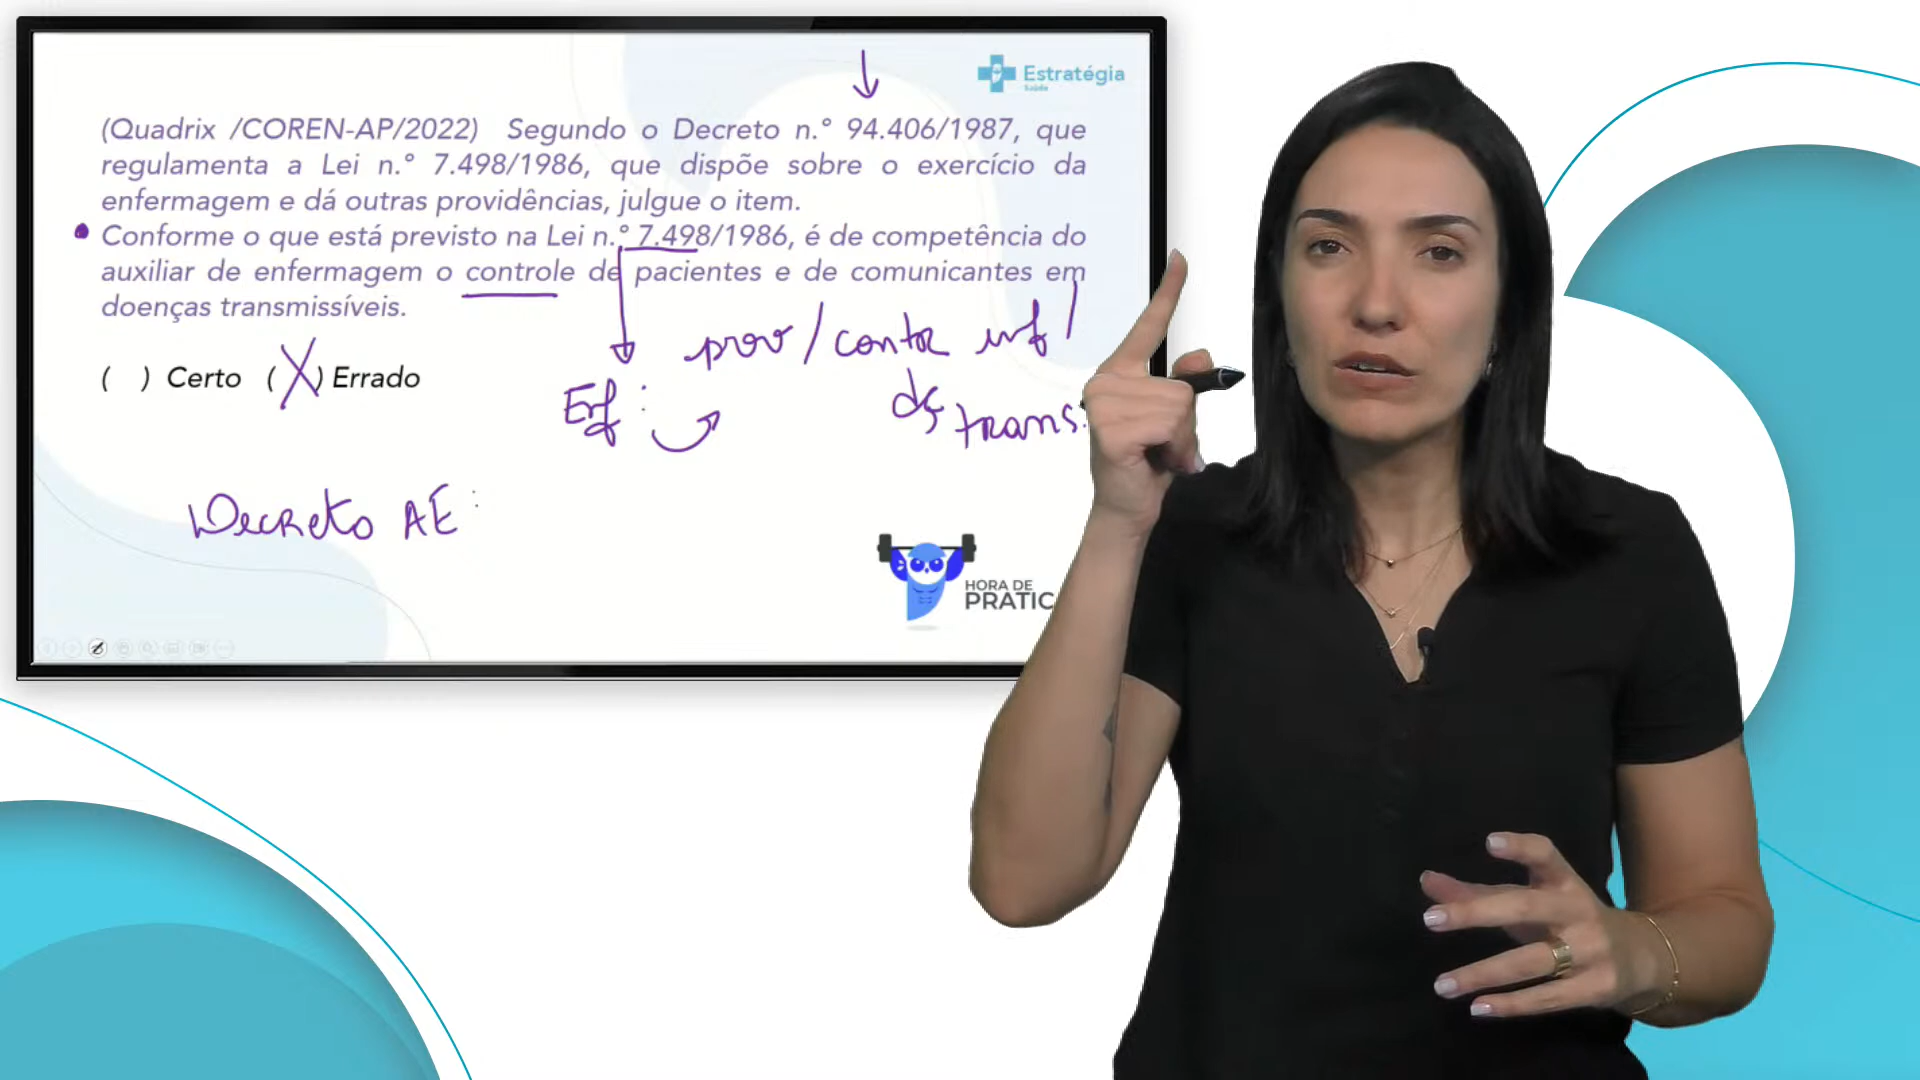 Estratégia
Saúde
(Quadrix /COREN-AP/2022) Segundo o Decreto n.° 94.406/1987, que
regulamenta a Lei n.° 7.498/1986, que dispõe sobre o exercício da
enfermagem e dá outras providências, julgue o item.
Conforme o que está previsto na Lei n.° 7.498/1986, é de competência do
auxiliar de enfermagem o controle de pacientes e de comunicantes em
doenças transmissíveis.
prov / contr inf /
( ) Certo (X) Errado
Enf:
dç
trans.
Decreto AE:
HORA DE
PRATIC